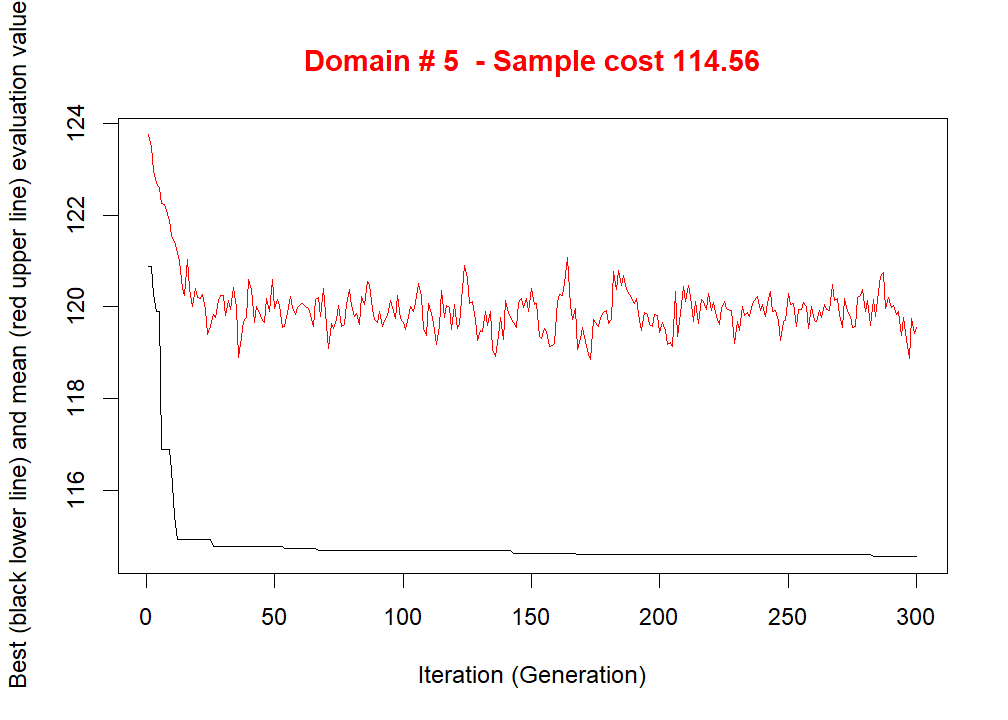 Domain # 5  - Sample cost 114.56
Best (black lower line) and mean (red upper line) evaluation value
124
122
120
118
116
0 50 100 150 200 250 300
Iteration (Generation)